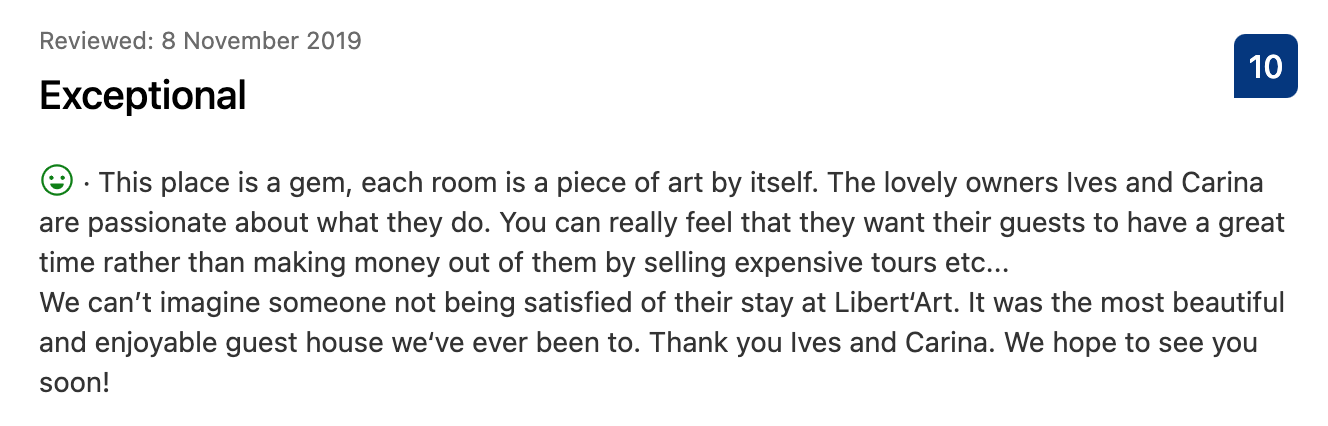 Reviewed: 8 November 2019
10
Exceptional
· This place is a gem, each room is a piece of art by itself. The lovely owners Ives and Carina
are passionate about what they do. You can really feel that they want their guests to have a great
time rather than making money out of them by selling expensive tours etc...
We can’t imagine someone not being satisfied of their stay at Libert‘Art. It was the most beautiful
and enjoyable guest house we‘ve ever been to. Thank you Ives and Carina. We hope to see you
soon!